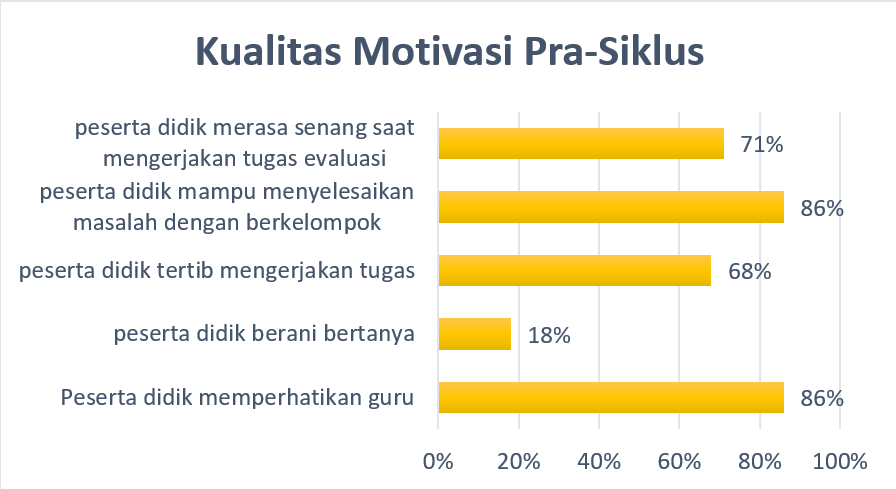 Kualitas Motivasi Pra-Siklus
peserta didik merasa senang saat
mengerjakan tugas evaluasi
71%
peserta didik mampu menyelesaikan
masalah dengan berkelompok
86%
peserta didik tertib mengerjakan tugas
68%
peserta didik berani bertanya
18%
Peserta didik memperhatikan guru
86%
0% 20% 40% 60% 80% 100%